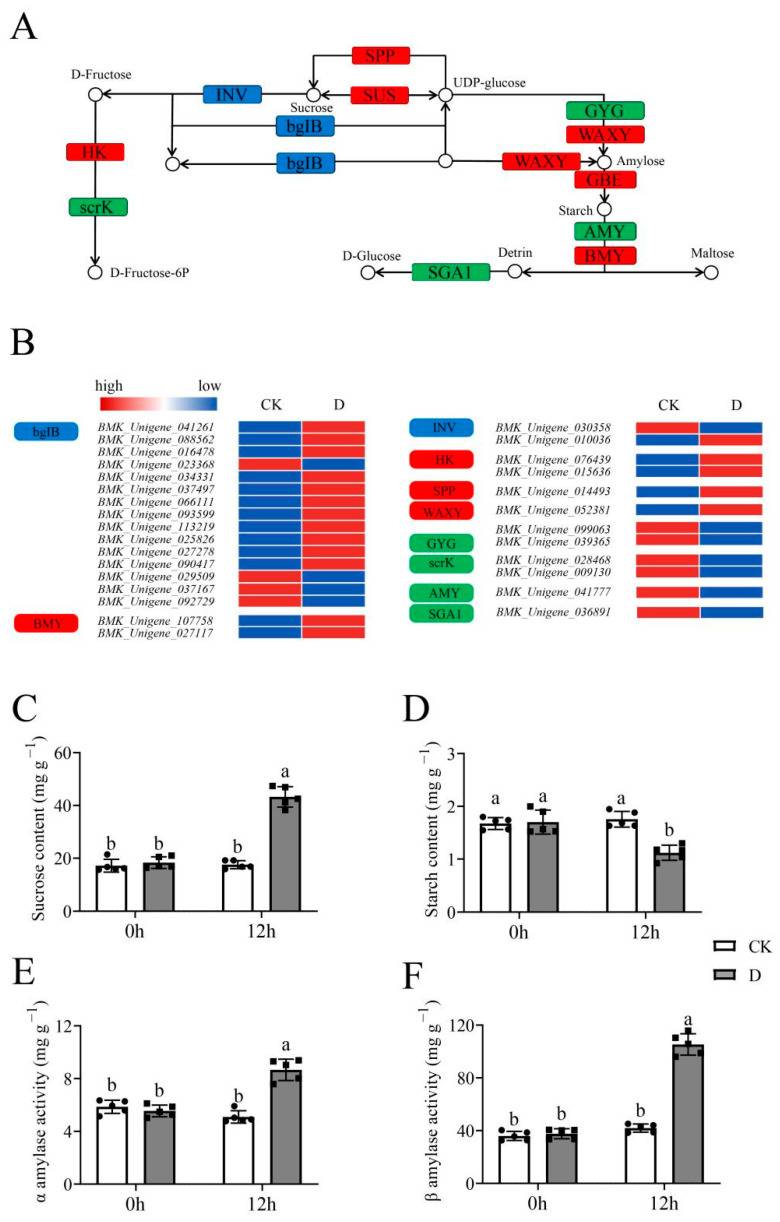 A
SPP
D-Fructose
UDP-glucose
INV
SUS
Sucrose
GYG
bgIB
WAXY
HK
bgIB
WAXY
Amylose
GBE
scrK
Starch
AMY
D-Glucose
Detrin
BMY
Maltose
D-Fructose-6P
SGA1
B
high low
CK D
CK D
bgIB
BMK_Unigene_041261
BMK_Unigene_088562
BMK_Unigene_016478
BMK_Unigene_023368
BMK_Unigene_034331
BMK_Unigene_037497
BMK_Unigene_066111
BMK_Unigene_093599
BMK_Unigene_113219
BMK_Unigene_025826
BMK_Unigene_027278
BMK_Unigene_090417
BMK_Unigene_029509
BMK_Unigene_037167
BMK_Unigene_092729
BMY
BMK_Unigene_107758
BMK_Unigene_027117
INV
BMK_Unigene_030358
BMK_Unigene_010036
HK
BMK_Unigene_076439
BMK_Unigene_015636
SPP
BMK_Unigene_014493
WAXY
BMK_Unigene_052381
GYG
BMK_Unigene_099063
BMK_Unigene_039365
scrK
BMK_Unigene_028468
BMK_Unigene_009130
AMY
BMK_Unigene_041777
SGA1
BMK_Unigene_036891
C
Sucrose content (mg g⁻¹)
60
40
20
0
b b b a
0h 12h
D
Starch content (mg g⁻¹)
3
2
1
0
a a a b
0h 12h
CK
D
E
α amylase activity (mg g⁻¹)
12
8
4
0
b b b a
0h 12h
F
β amylase activity (mg g⁻¹)
120
80
40
0
b b b a
0h 12h